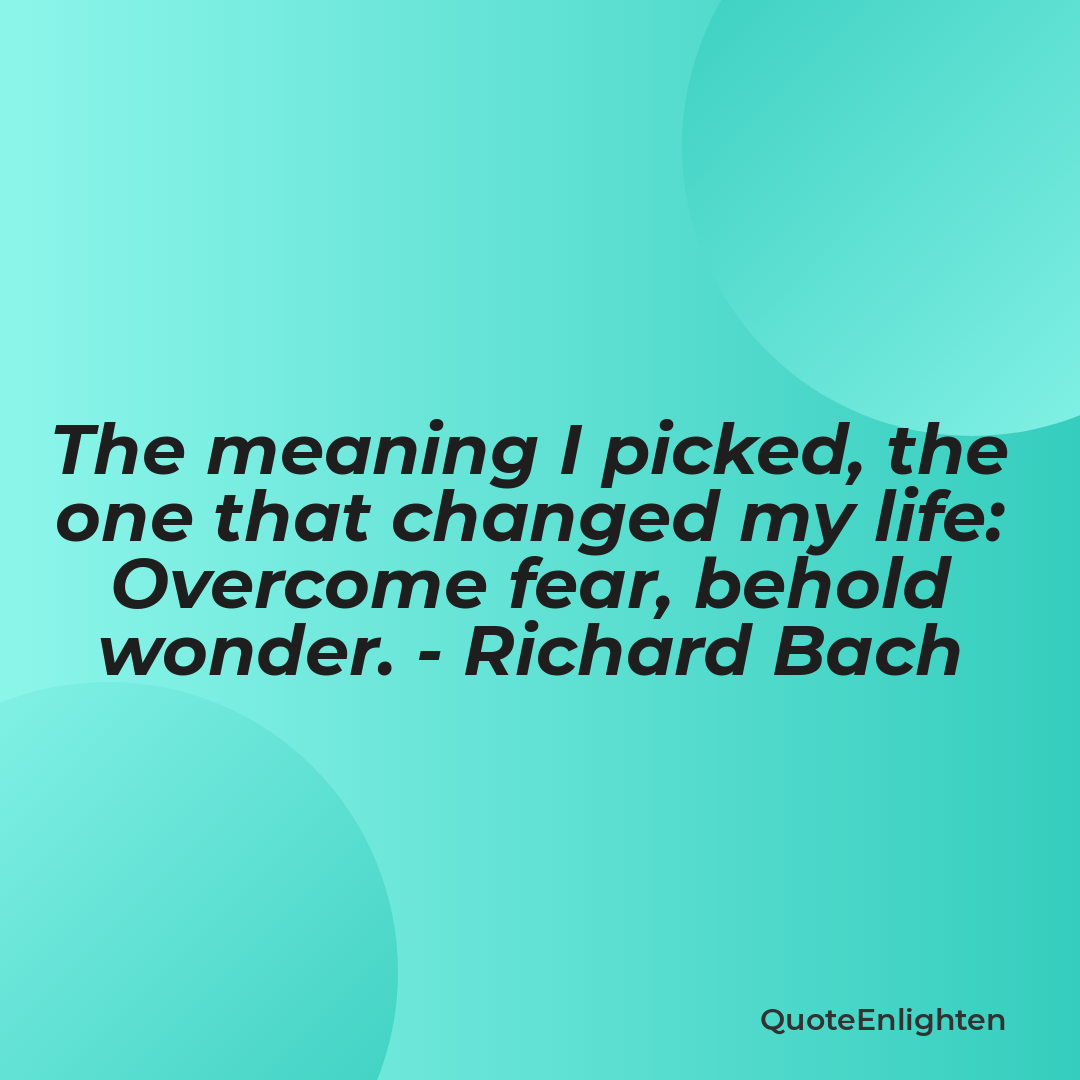 The meaning I picked, the
one that changed my life:
Overcome fear, behold
wonder. - Richard Bach
QuoteEnlighten